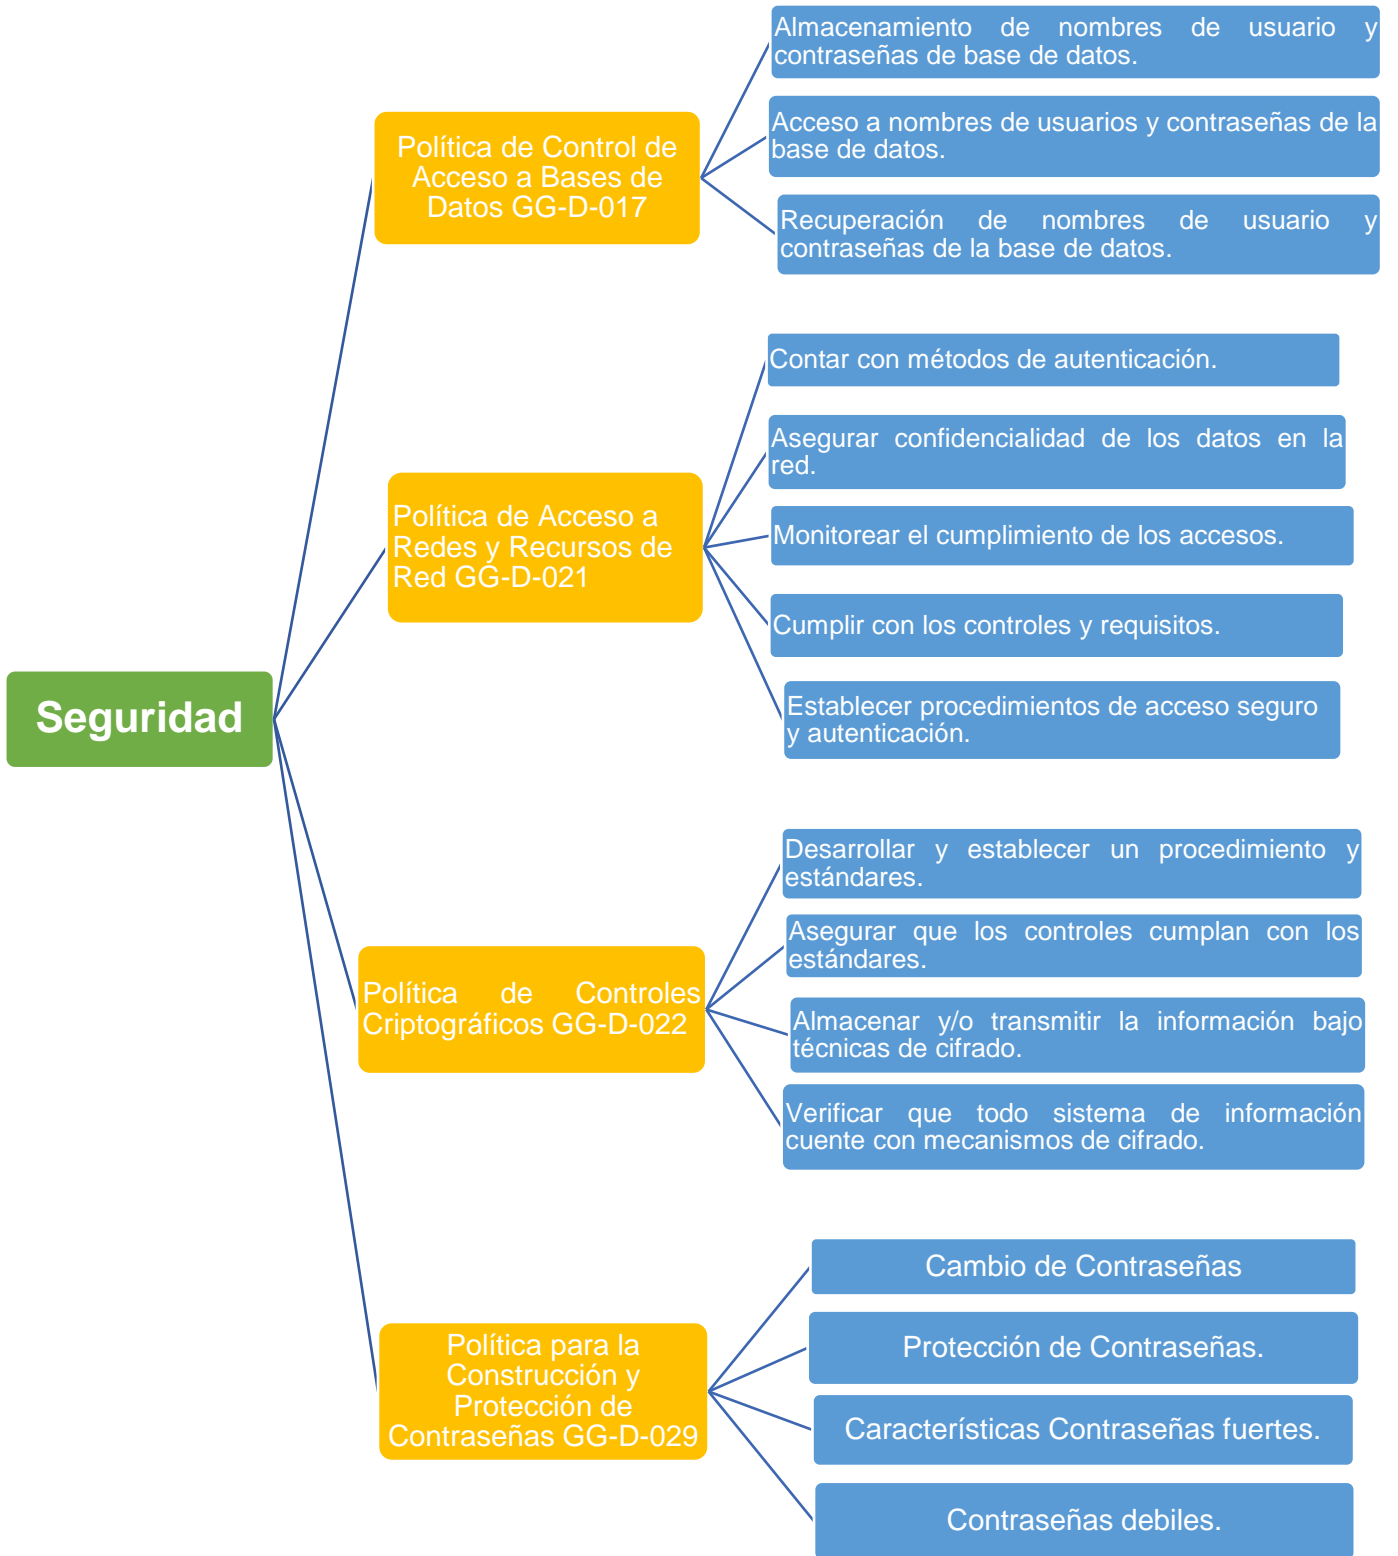 Seguridad
Política de Control de
Acceso a Bases de
Datos GG-D-017
Almacenamiento de nombres de usuario y
contraseñas de base de datos.
Acceso a nombres de usuarios y contraseñas de la
base de datos.
Recuperación de nombres de usuario y
contraseñas de la base de datos.
Política de Acceso a
Redes y Recursos de
Red GG-D-021
Contar con métodos de autenticación.
Asegurar confidencialidad de los datos en la
red.
Monitorear el cumplimiento de los accesos.
Cumplir con los controles y requisitos.
Establecer procedimientos de acceso seguro
y autenticación.
Política de Controles
Criptográficos GG-D-022
Desarrollar y establecer un procedimiento y
estándares.
Asegurar que los controles cumplan con los
estándares.
Almacenar y/o transmitir la información bajo
técnicas de cifrado.
Verificar que todo sistema de información
cuente con mecanismos de cifrado.
Política para la
Construcción y
Protección de
Contraseñas GG-D-029
Cambio de Contraseñas
Protección de Contraseñas.
Características Contraseñas fuertes.
Contraseñas debiles.